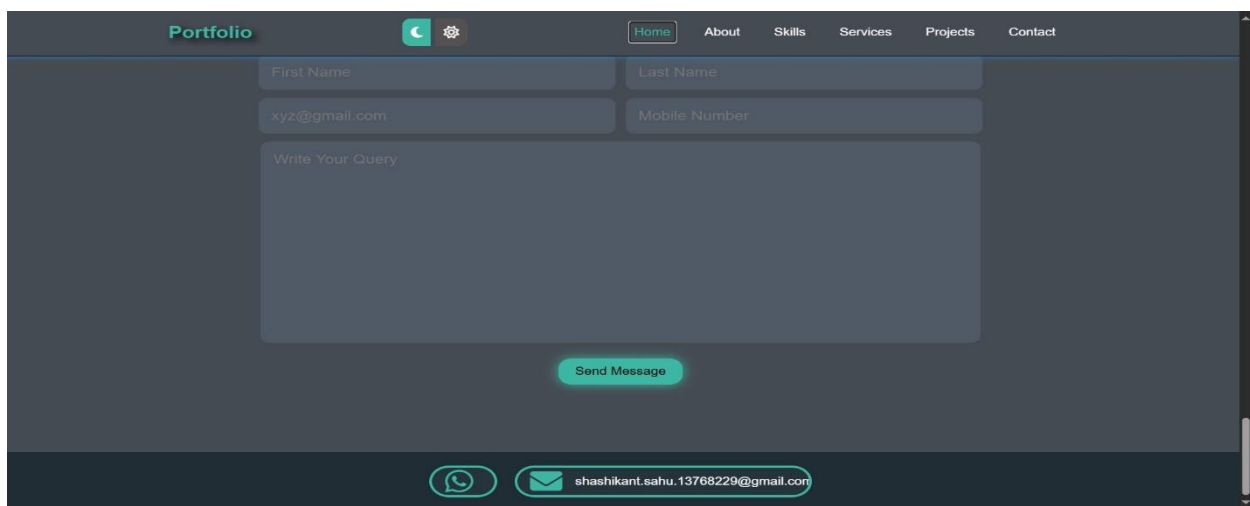 Portfolio Home About Skills Services Projects Contact
First Name Last Name
xyz@gmail.com Mobile Number
Write Your Query
Send Message
shashikant.sahu.13768229@gmail.com